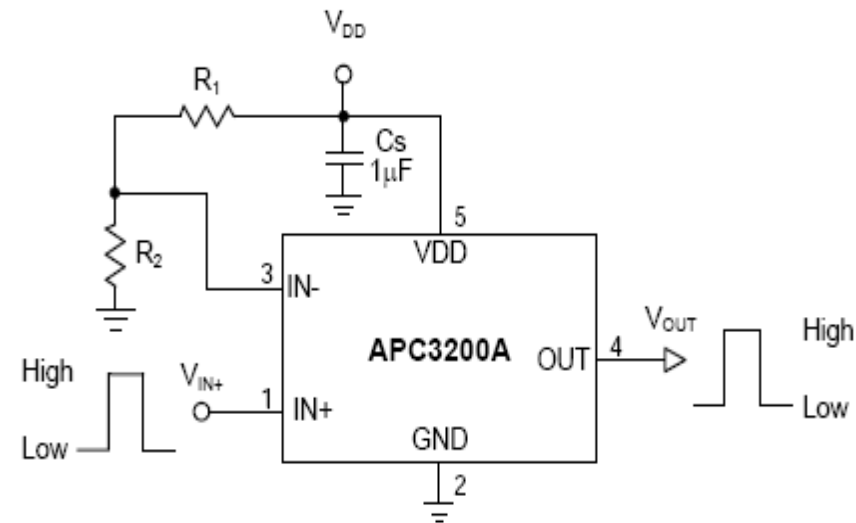 VDD
R1
Cs
1μF
R2
5
VDD
3 IN-
APC3200A
OUT 4
VOUT
High
Low
High
Low
VIN+
1 IN+
GND
2